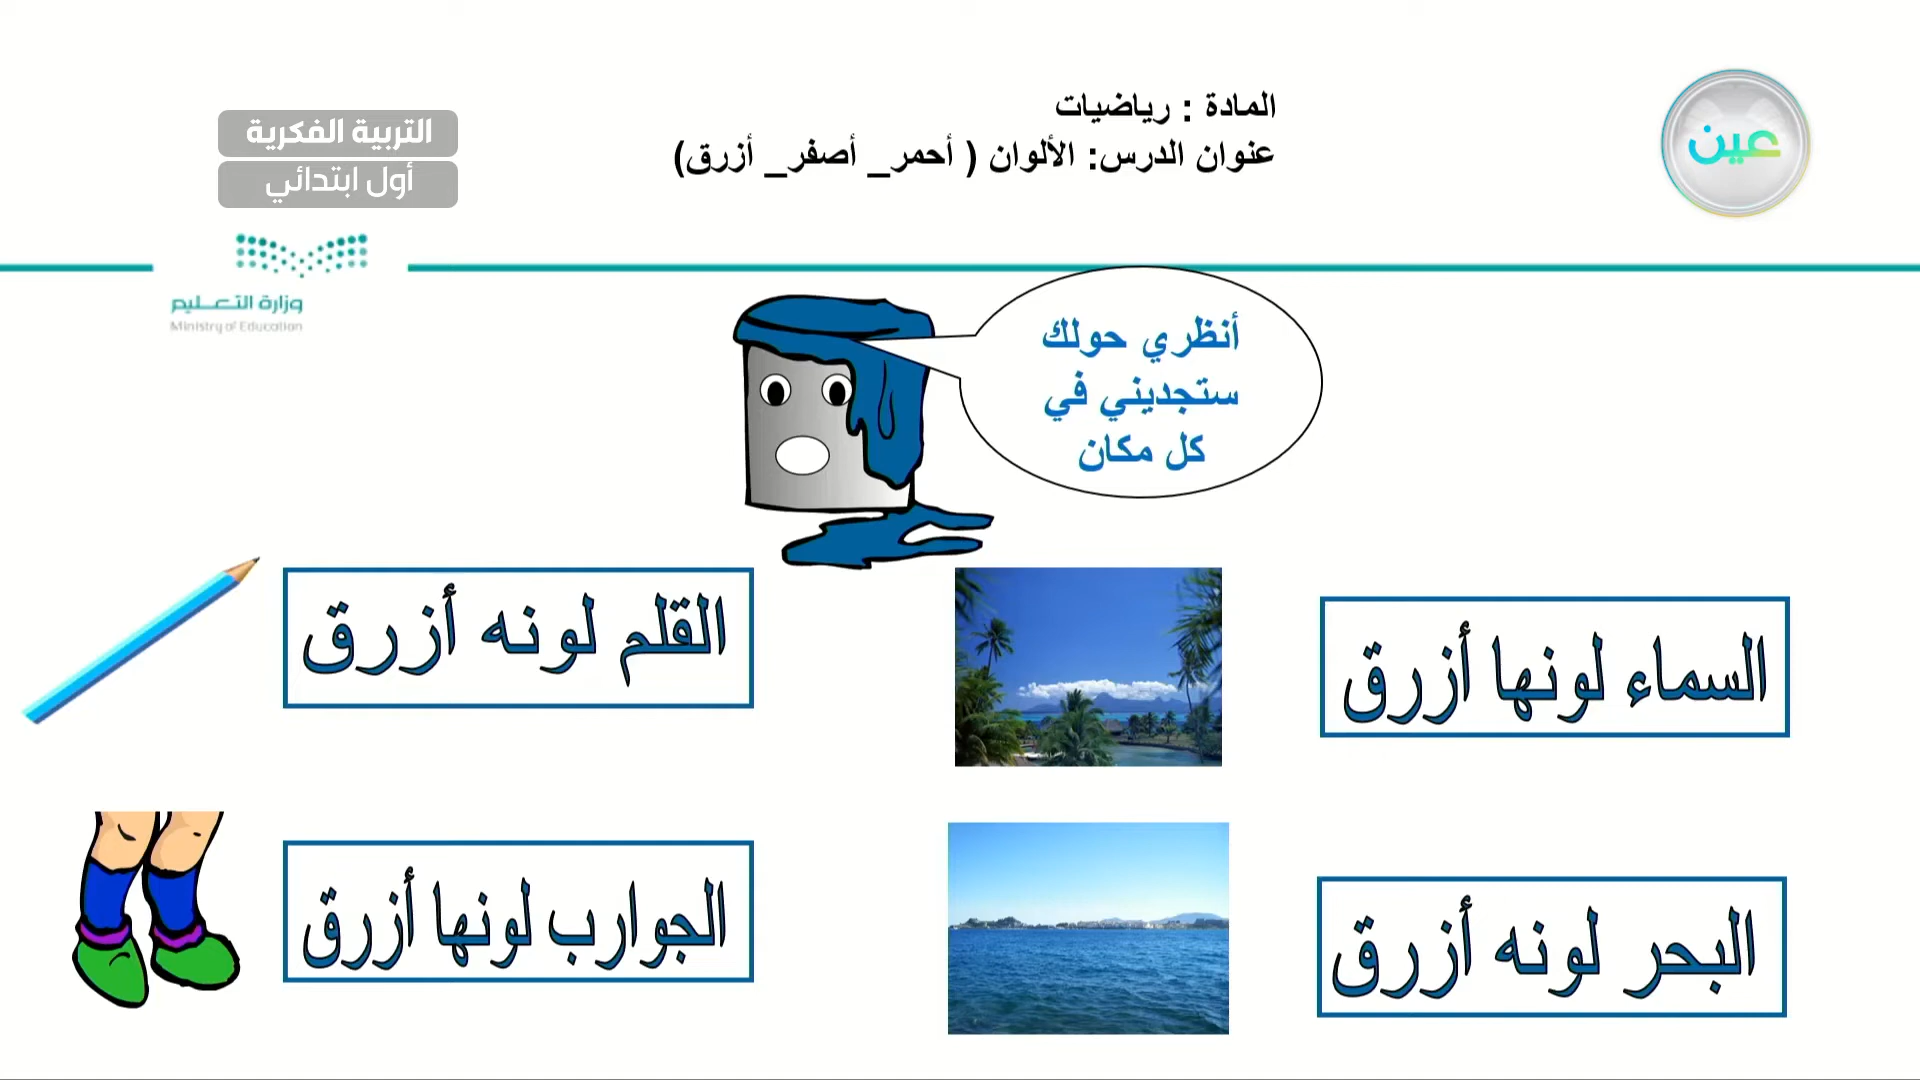 المادة : رياضيات
عنوان الدرس: الألوان ( أحمر_ أصفر_ أزرق)
عين
التربية الفكرية
أول ابتدائي
وزارة التعليم
Ministry of Education
أنظري حولك
ستجديني في
كل مكان
السماء لونها أزرق
القلم لونه أزرق
البحر لونه أزرق
الجوارب لونها أزرق